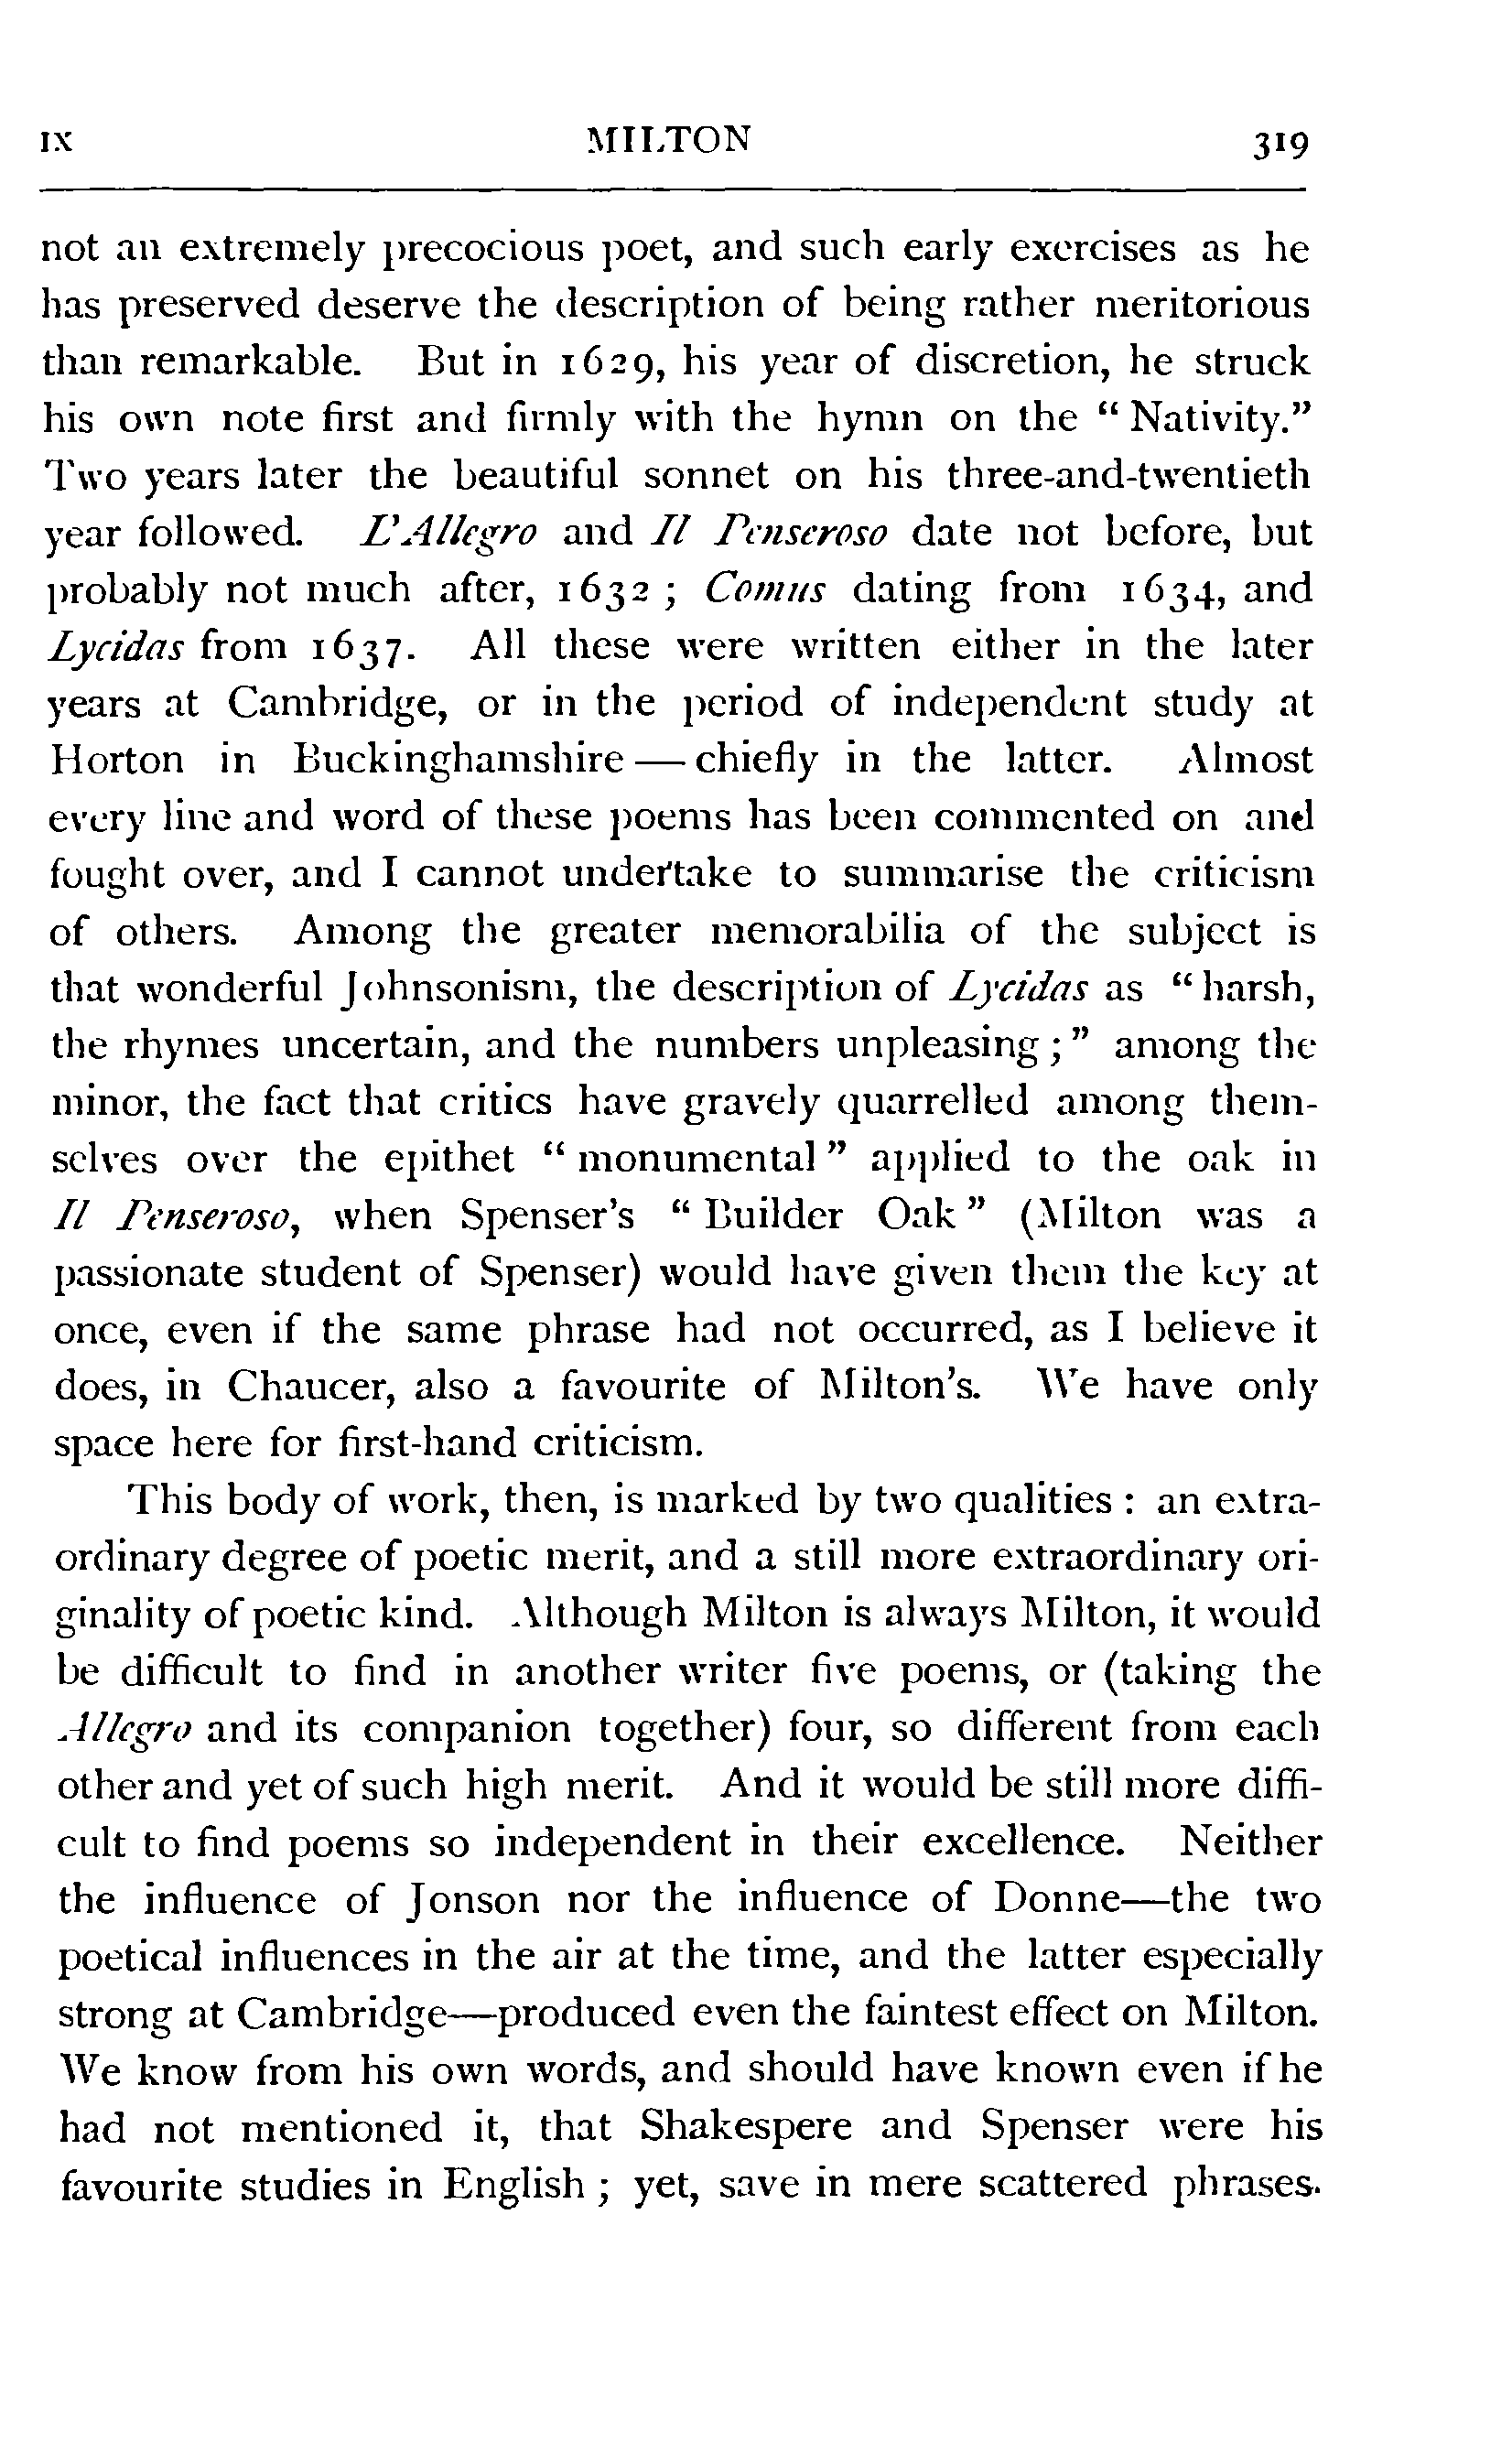 IX MILTON 319
not an extremely precocious poet, and such early exercises as he
has preserved deserve the description of being rather meritorious
than remarkable. But in 1629, his year of discretion, he struck
his own note first and firmly with the hymn on the “Nativity.”
Two years later the beautiful sonnet on his three-and-twentieth
year followed. L'Allegro and Il Penseroso date not before, but
probably not much after, 1632; Comus dating from 1634, and
Lycidas from 1637. All these were written either in the later
years at Cambridge, or in the period of independent study at
Horton in Buckinghamshire—chiefly in the latter. Almost
every line and word of these poems has been commented on and
fought over, and I cannot undertake to summarise the criticism
of others. Among the greater memorabilia of the subject is
that wonderful Johnsonism, the description of Lycidas as “harsh,
the rhymes uncertain, and the numbers unpleasing;” among the
minor, the fact that critics have gravely quarrelled among them-
selves over the epithet “monumental” applied to the oak in
Il Penseroso, when Spenser's “Builder Oak” (Milton was a
passionate student of Spenser) would have given them the key at
once, even if the same phrase had not occurred, as I believe it
does, in Chaucer, also a favourite of Milton's. We have only
space here for first-hand criticism.
This body of work, then, is marked by two qualities: an extra-
ordinary degree of poetic merit, and a still more extraordinary ori-
ginality of poetic kind. Although Milton is always Milton, it would
be difficult to find in another writer five poems, or (taking the
Allegro and its companion together) four, so different from each
other and yet of such high merit. And it would be still more diffi-
cult to find poems so independent in their excellence. Neither
the influence of Jonson nor the influence of Donne—the two
poetical influences in the air at the time, and the latter especially
strong at Cambridge—produced even the faintest effect on Milton.
We know from his own words, and should have known even if he
had not mentioned it, that Shakespere and Spenser were his
favourite studies in English; yet, save in mere scattered phrases.